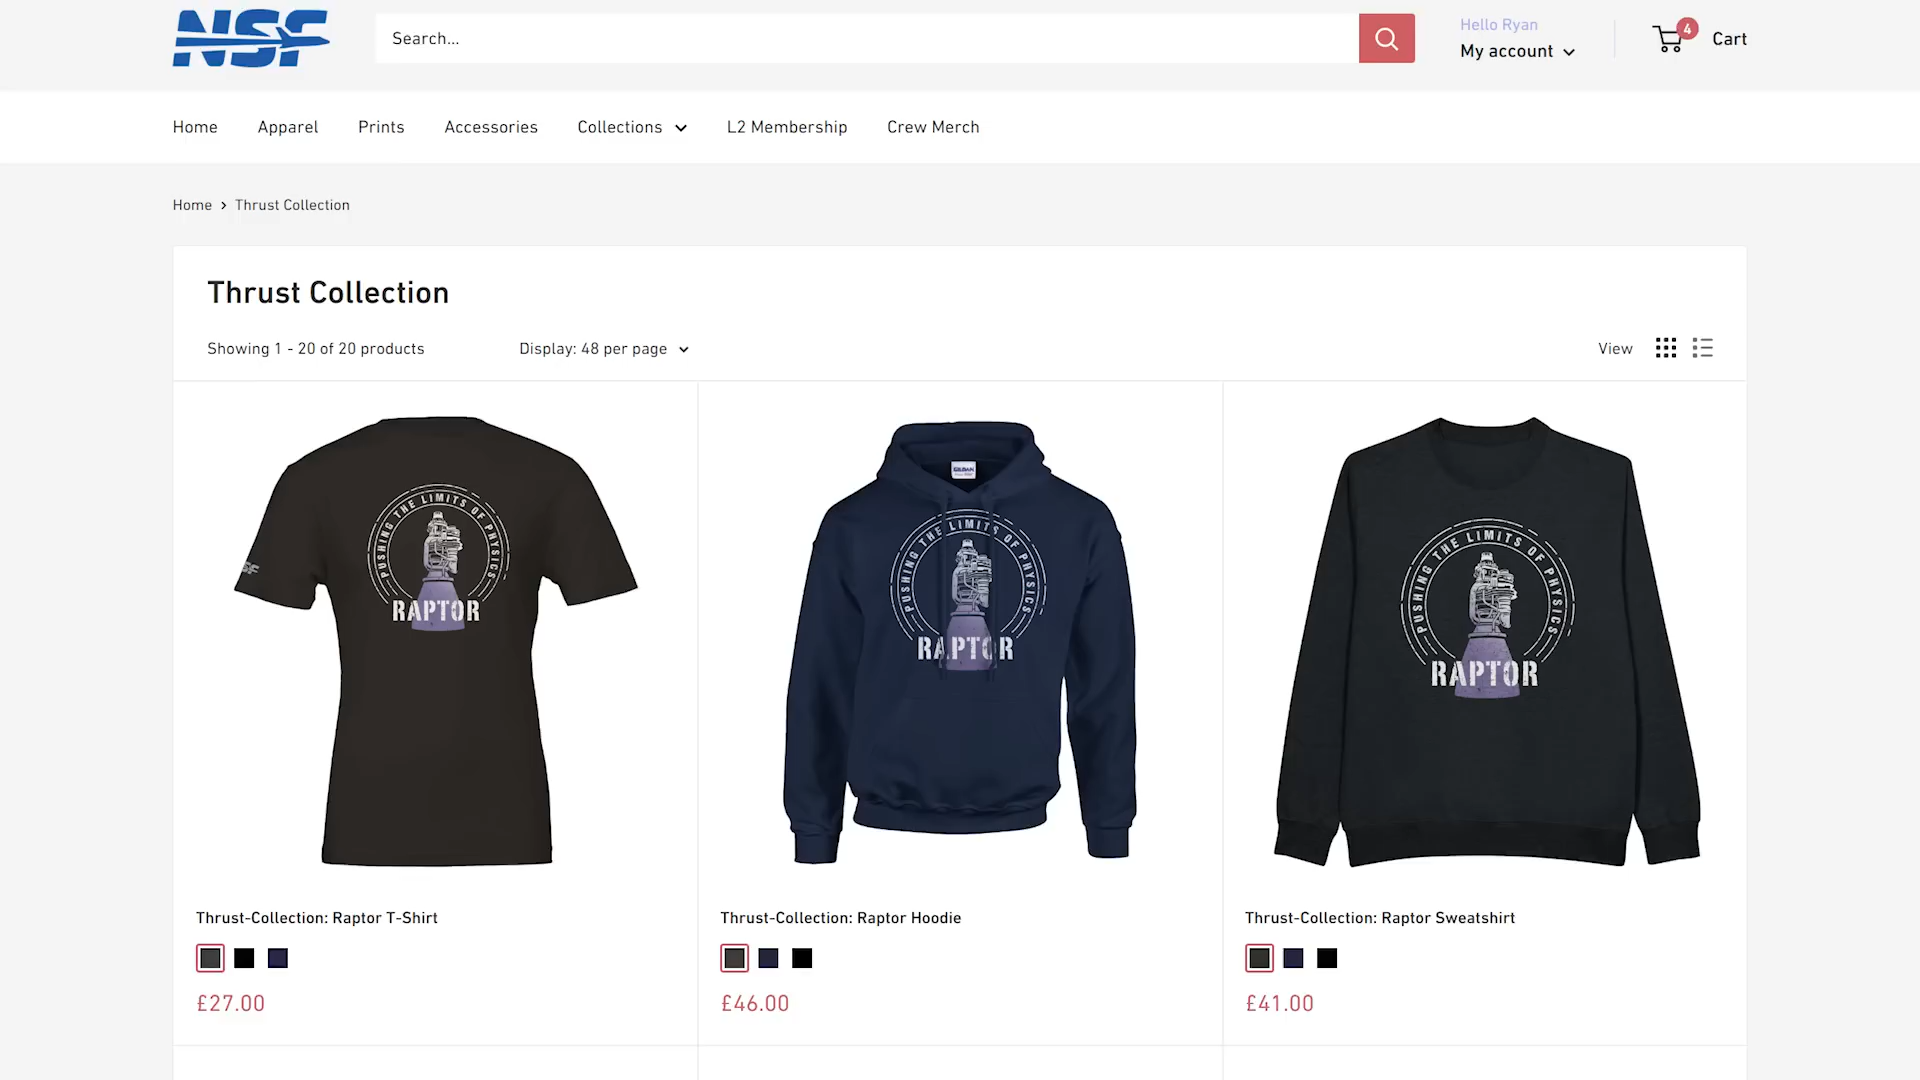 NSF
Search...
Hello Ryan
My account
4
Cart
Home
Apparel
Prints
Accessories
Collections
L2 Membership
Crew Merch
Home > Thrust Collection
Thrust Collection
Showing 1 - 20 of 20 products
Display: 48 per page
View
PUSHING THE LIMITS OF PHYSICS
RAPTOR
GILDAN
PUSHING THE LIMITS OF PHYSICS
RAPTOR
PUSHING THE LIMITS OF PHYSICS
RAPTOR
Thrust-Collection: Raptor T-Shirt
£27.00
Thrust-Collection: Raptor Hoodie
£46.00
Thrust-Collection: Raptor Sweatshirt
£41.00